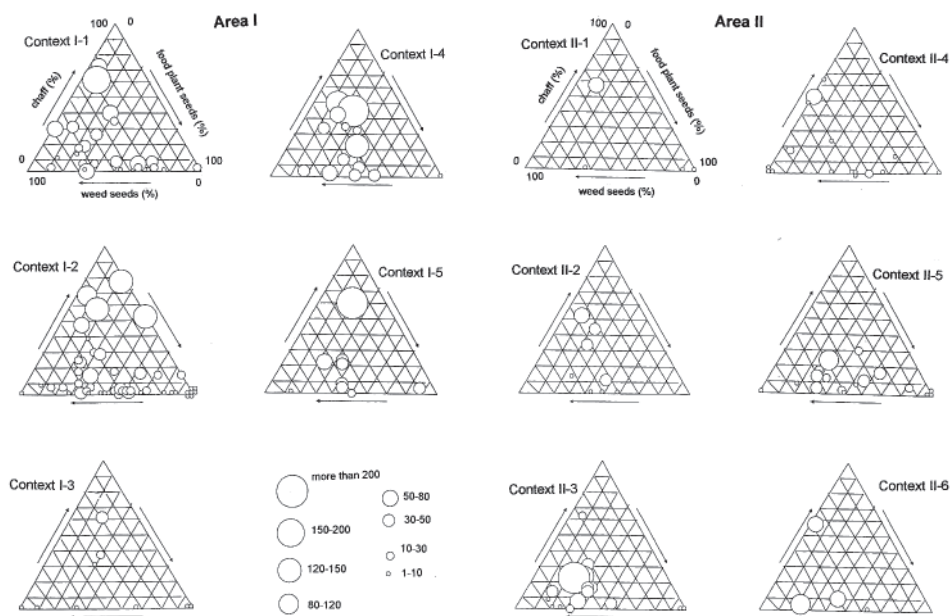 Area I
Area II
Context I-1
100
0
chaff (%)
food plant seeds (%)
0
100
100
0
weed seeds (%)
Context I-4
Context II-1
100
0
chaff (%)
food plant seeds (%)
0
100
100
0
weed seeds (%)
Context II-4
Context I-2
Context I-5
Context II-2
Context II-5
Context I-3
more than 200
150-200
120-150
80-120
50-80
30-50
10-30
1-10
Context II-3
Context II-6